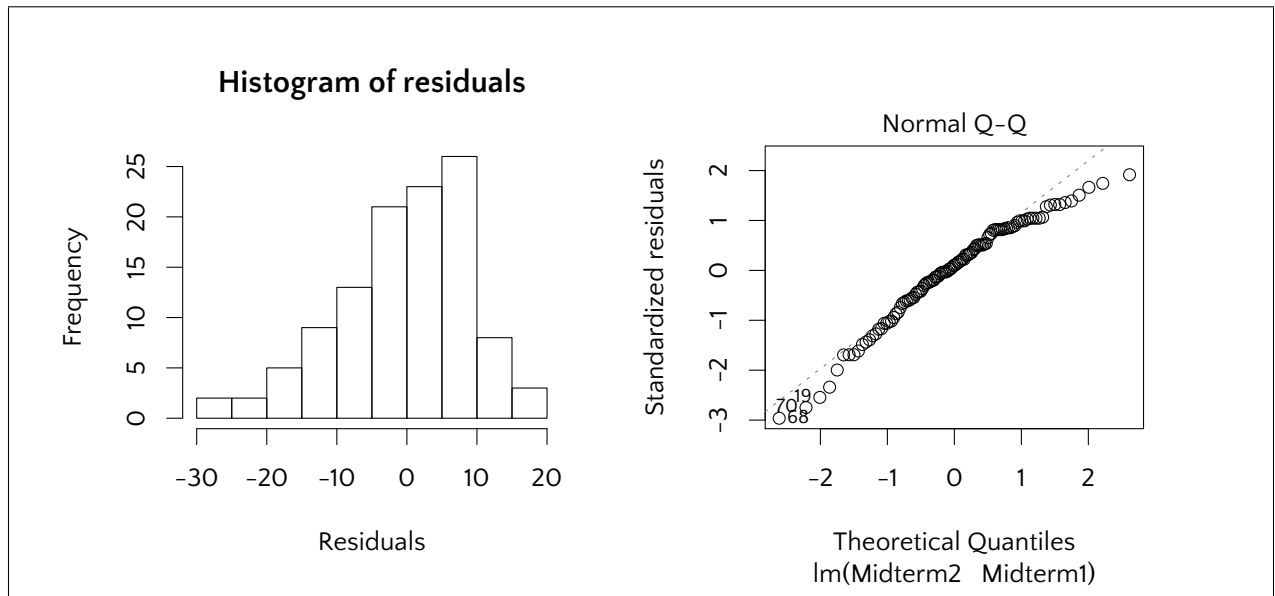 Histogram of residuals
Frequency
0 5 10 15 20 25
-30 -20 -10 0 10 20
Residuals
Normal Q-Q
Standardized residuals
-3 -2 -1 0 1 2
19
70
68
-2 -1 0 1 2
Theoretical Quantiles
lm(Midterm2 Midterm1)